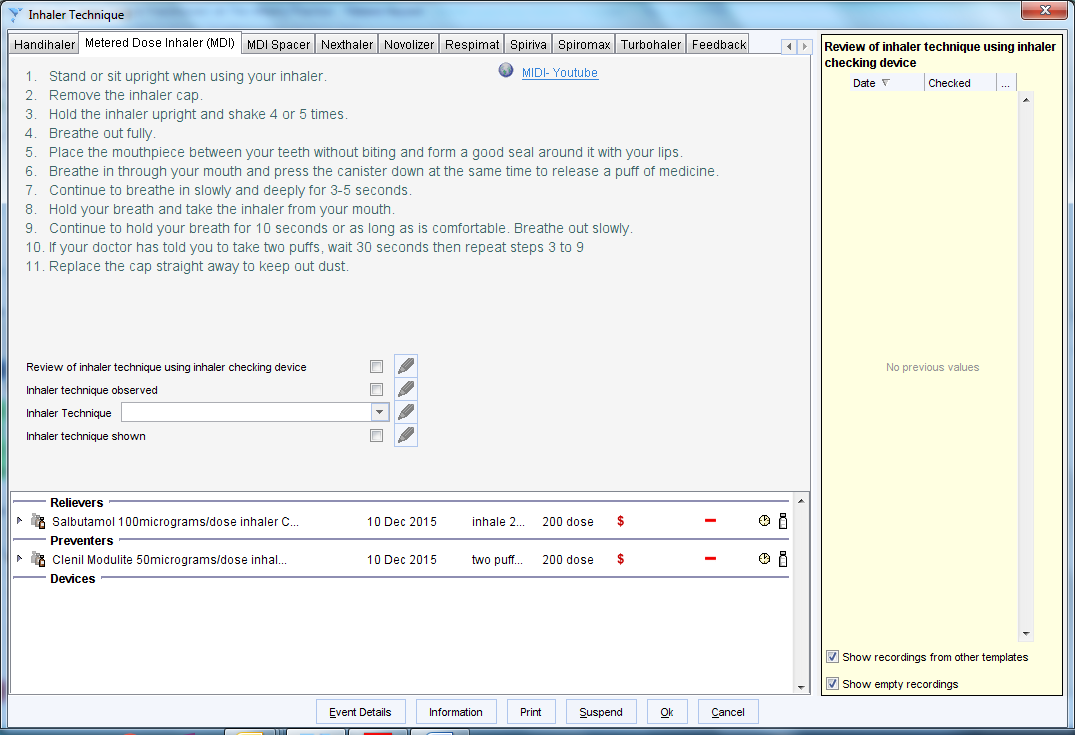 Inhaler Technique
Handihaler Metered Dose Inhaler (MDI) MDI Spacer Nexthaler Novolizer Respimat Spiriva Spiromax Turbohaler Feedback
1. Stand or sit upright when using your inhaler.
MIDI- Youtube
2. Remove the inhaler cap.
3. Hold the inhaler upright and shake 4 or 5 times.
4. Breathe out fully.
5. Place the mouthpiece between your teeth without biting and form a good seal around it with your lips.
6. Breathe in through your mouth and press the canister down at the same time to release a puff of medicine.
7. Continue to breathe in slowly and deeply for 3-5 seconds.
8. Hold your breath and take the inhaler from your mouth.
9. Continue to hold your breath for 10 seconds or as long as is comfortable. Breathe out slowly.
10. If your doctor has told you to take two puffs, wait 30 seconds then repeat steps 3 to 9
11. Replace the cap straight away to keep out dust.
Review of inhaler technique using inhaler checking device
Inhaler technique observed
Inhaler Technique
Inhaler technique shown
Relievers
Salbutamol 100micrograms/dose inhaler C... 10 Dec 2015 inhale 2... 200 dose $
Preventers
Clenil Modulite 50micrograms/dose inhal... 10 Dec 2015 two puff... 200 dose $
Devices
Review of inhaler technique using inhaler
checking device
Date Checked ...
No previous values
Show recordings from other templates
Show empty recordings
Event Details Information Print Suspend Ok Cancel